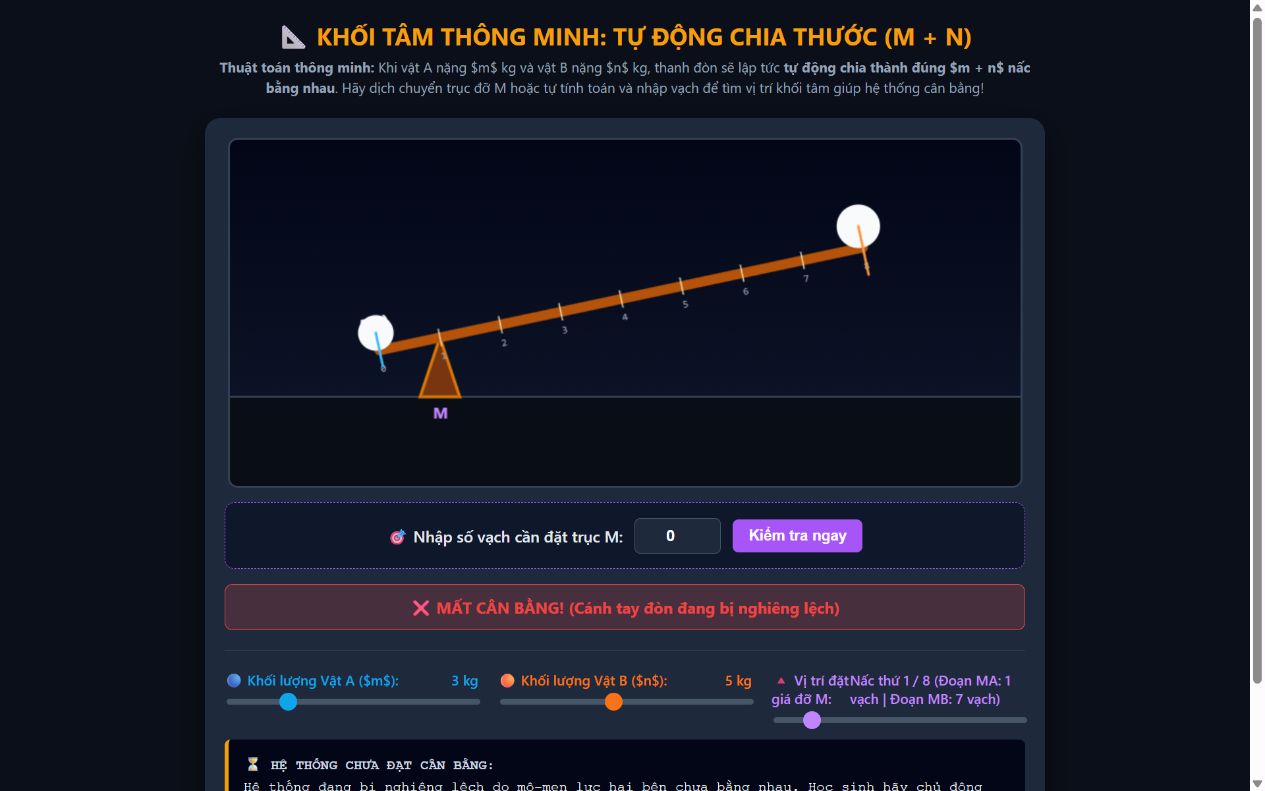 📐 KHỐI TÂM THÔNG MINH: TỰ ĐỘNG CHIA THƯỚC (M + N)
Thuật toán thông minh: Khi vật A nặng $m$ kg và vật B nặng $n$ kg, thanh đòn sẽ lập tức tự động chia thành đúng $m + n$ nấc
bằng nhau. Hãy dịch chuyển trục đỡ M hoặc tự tính toán và nhập vạch để tìm vị trí khối tâm giúp hệ thống cân bằng!
0
1
2
3
4
5
6
7
M
🎯 Nhập số vạch cần đặt trục M: 0 Kiểm tra ngay
❌ MẤT CÂN BẰNG! (Cánh tay đòn đang bị nghiêng lệch)
🔵 Khối lượng Vật A ($m$): 3 kg
🔴 Khối lượng Vật B ($n$): 5 kg
🔺 Vị trí đặt giá đỡ M:
Nấc thứ 1 / 8 (Đoạn MA: 1
vạch | Đoạn MB: 7 vạch)
⏳ HỆ THỐNG CHƯA ĐẠT CÂN BẰNG:
Hệ thống đang bị nghiêng lệch do mô-men lực hai bên chưa bằng nhau. Học sinh hãy chủ động